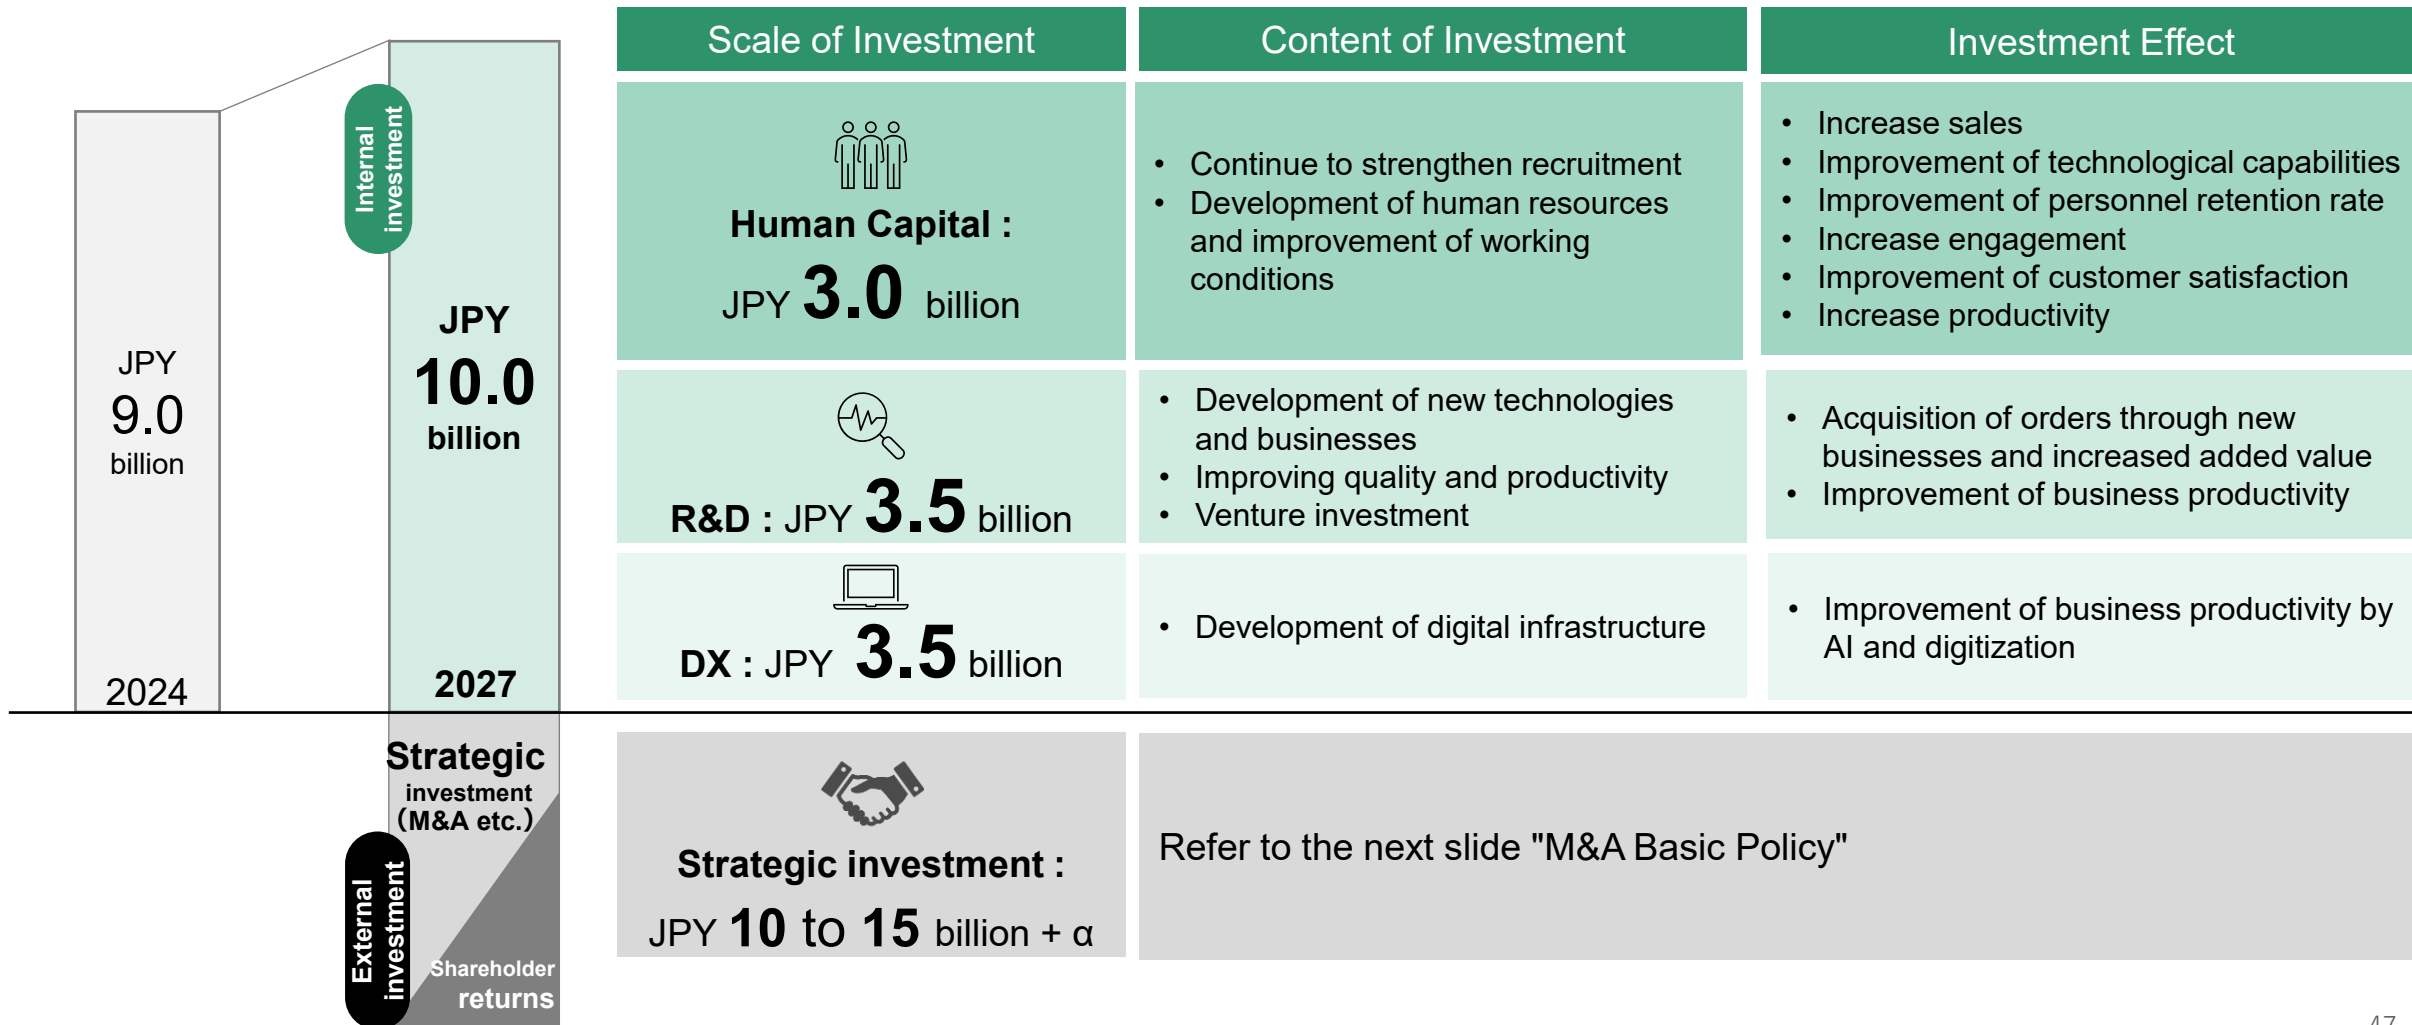 Scale of Investment
Content of Investment
Investment Effect
Internal
investment
JPY
9.0
billion
2024
JPY
10.0
billion
2027
Human Capital :
JPY 3.0 billion
• Continue to strengthen recruitment
• Development of human resources
and improvement of working
conditions
• Increase sales
• Improvement of technological capabilities
• Improvement of personnel retention rate
• Increase engagement
• Improvement of customer satisfaction
• Increase productivity
R&D : JPY 3.5 billion
• Development of new technologies
and businesses
• Improving quality and productivity
• Venture investment
• Acquisition of orders through new
businesses and increased added value
• Improvement of business productivity
DX : JPY 3.5 billion
• Development of digital infrastructure
• Improvement of business productivity by
AI and digitization
Strategic
investment
（M&A etc.）
External
investment
Shareholder
returns
Strategic investment :
JPY 10 to 15 billion + α
Refer to the next slide "M&A Basic Policy"
47